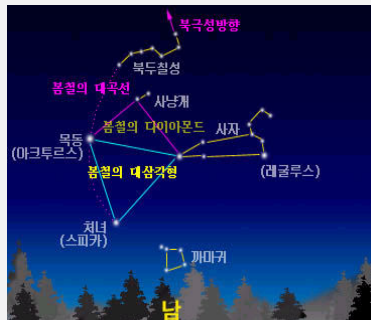 북극성방향
북두칠성
봄철의 대곡선
사냥개
봄철의 다이아몬드
사자
목동
(아크투르스)
봄철의 대삼각형
(레굴루스)
처녀
(스피카)
까마귀
남